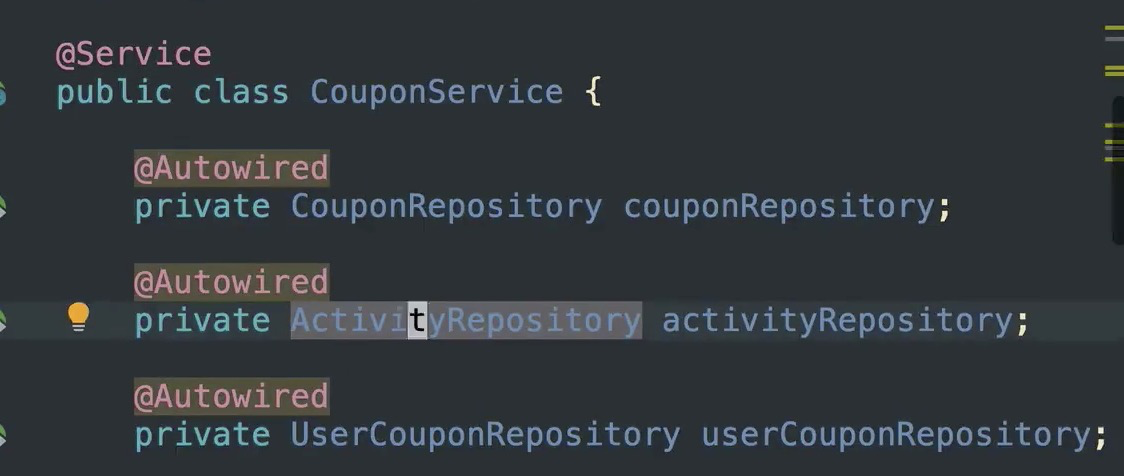 @Service
public class CouponService {
@Autowired
private CouponRepository couponRepository;
@Autowired
private ActivityRepository activityRepository;
@Autowired
private UserCouponRepository userCouponRepository;